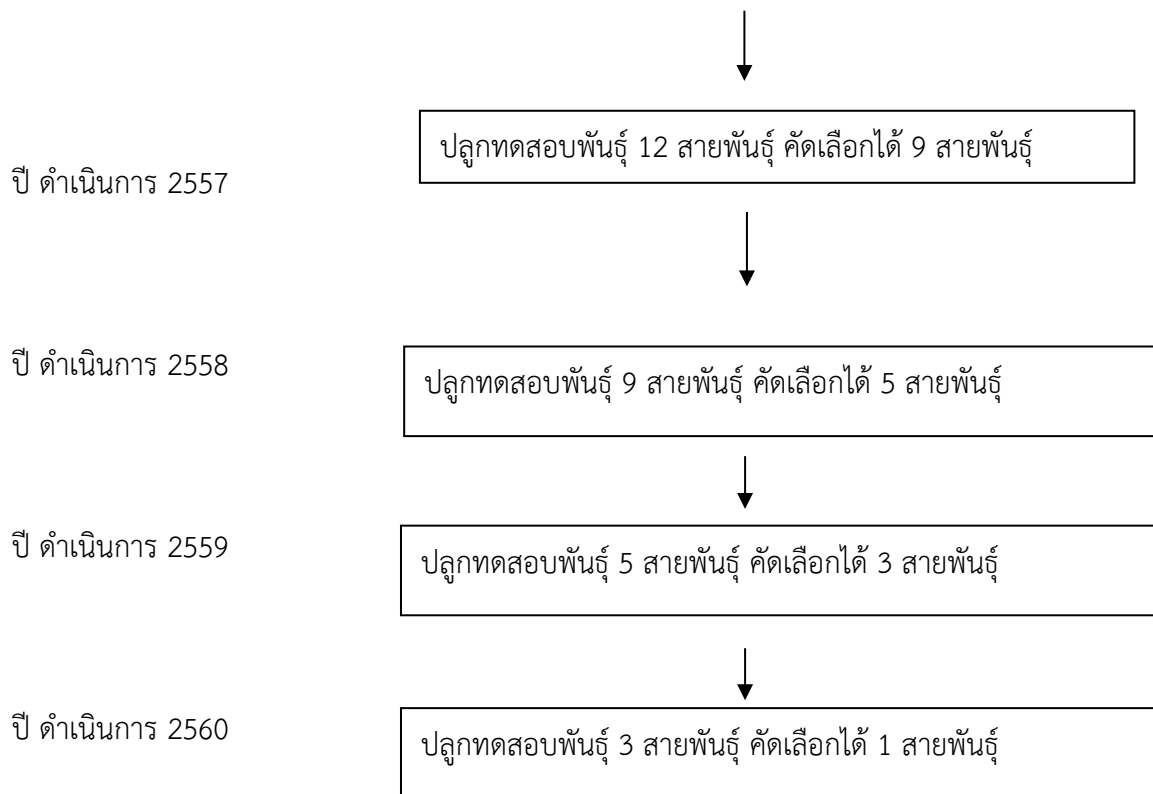 ปลูกทดสอบพันธุ์ 12 สายพันธุ์ คัดเลือกได้ 9 สายพันธุ์
ปี ดำเนินการ 2557
ปี ดำเนินการ 2558
ปลูกทดสอบพันธุ์ 9 สายพันธุ์ คัดเลือกได้ 5 สายพันธุ์
ปี ดำเนินการ 2559
ปลูกทดสอบพันธุ์ 5 สายพันธุ์ คัดเลือกได้ 3 สายพันธุ์
ปี ดำเนินการ 2560
ปลูกทดสอบพันธุ์ 3 สายพันธุ์ คัดเลือกได้ 1 สายพันธุ์